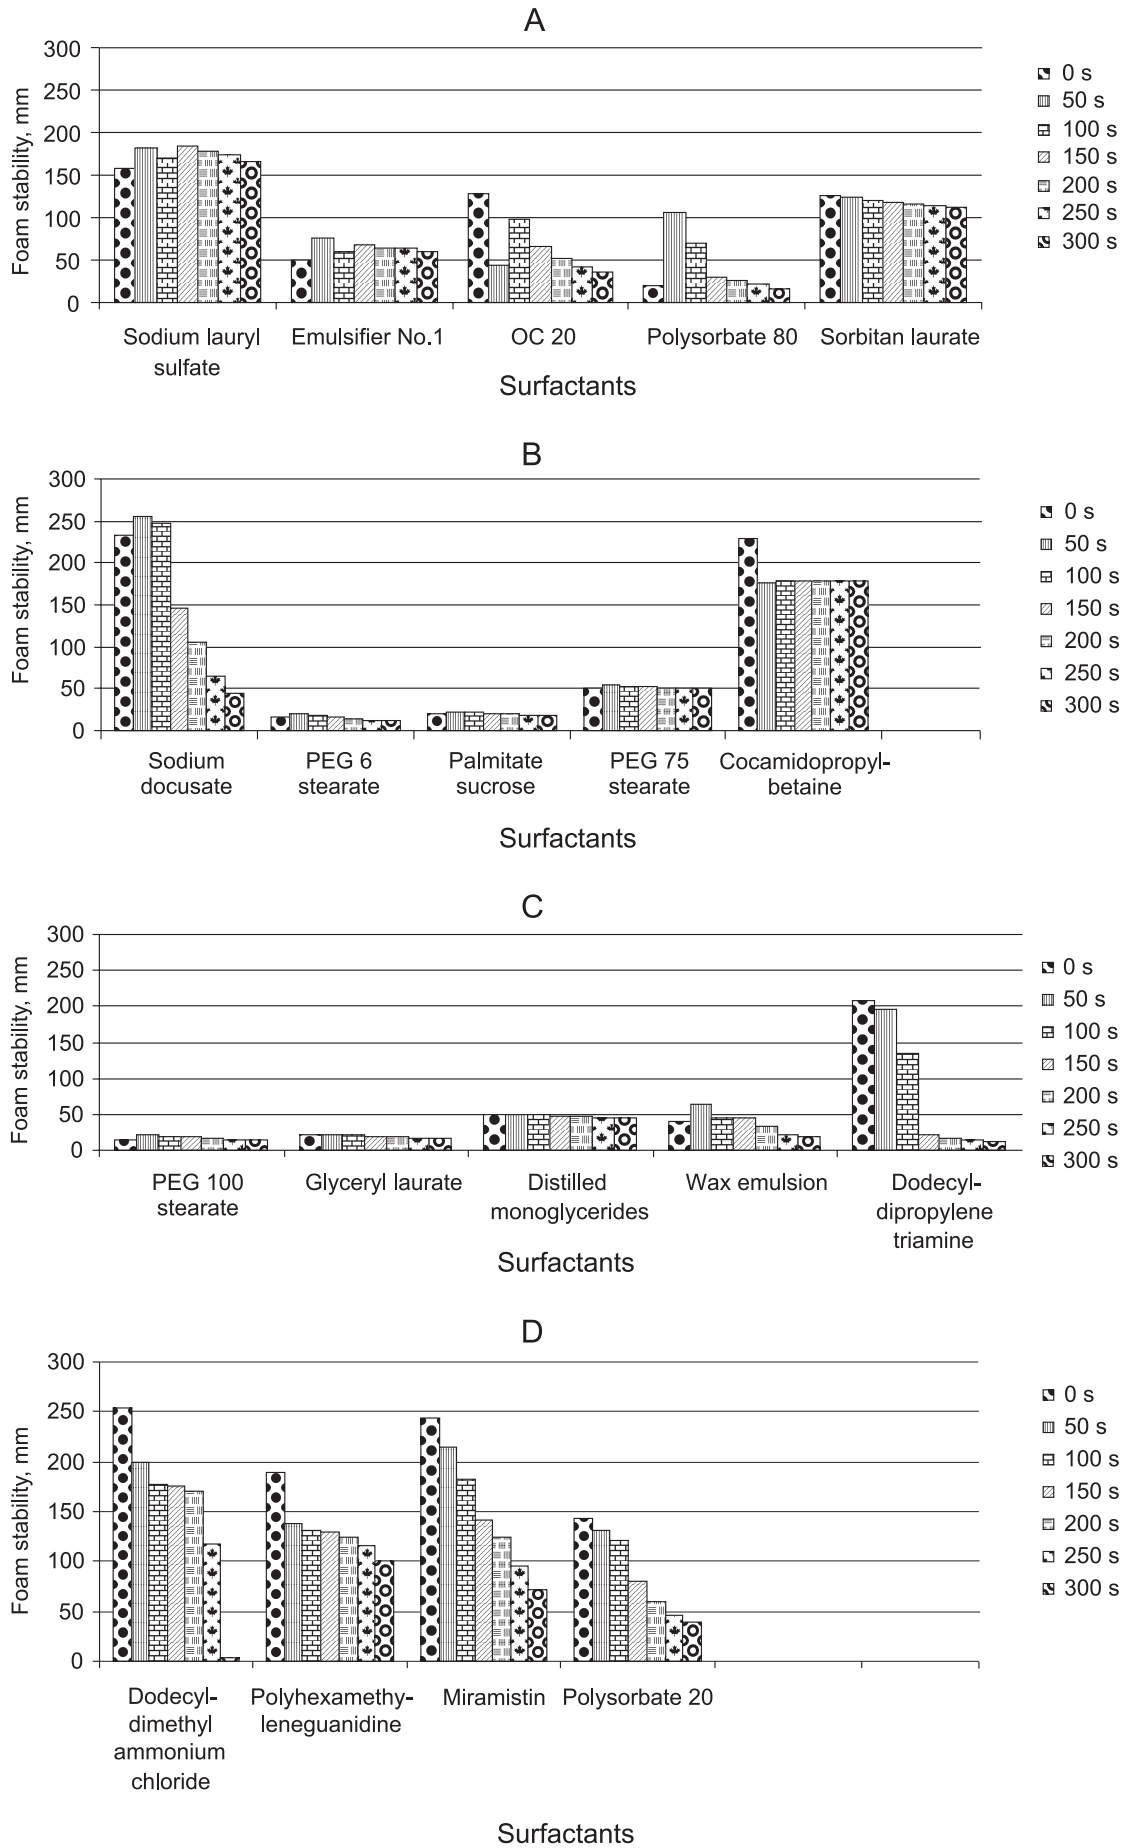 A
Foam stability, mm
300
250
200
150
100
50
0
0 s
50 s
100 s
150 s
200 s
250 s
300 s
Sodium lauryl
sulfate
Emulsifier No.1
OC 20
Polysorbate 80
Sorbitan laurate
Surfactants
B
Foam stability, mm
300
250
200
150
100
50
0
0 s
50 s
100 s
150 s
200 s
250 s
300 s
Sodium
docusate
PEG 6
stearate
Palmitate
sucrose
PEG 75
stearate
Cocamidopropyl-
betaine
Surfactants
C
Foam stability, mm
300
250
200
150
100
50
0
0 s
50 s
100 s
150 s
200 s
250 s
300 s
PEG 100
stearate
Glyceryl laurate
Distilled
monoglycerides
Wax emulsion
Dodecyl-
dipropylene
triamine
Surfactants
D
Foam stability, mm
300
250
200
150
100
50
0
0 s
50 s
100 s
150 s
200 s
250 s
300 s
Dodecyl-
dimethyl
ammonium
chloride
Polyhexamethy-
leneguanidine
Miramistin
Polysorbate 20
Surfactants